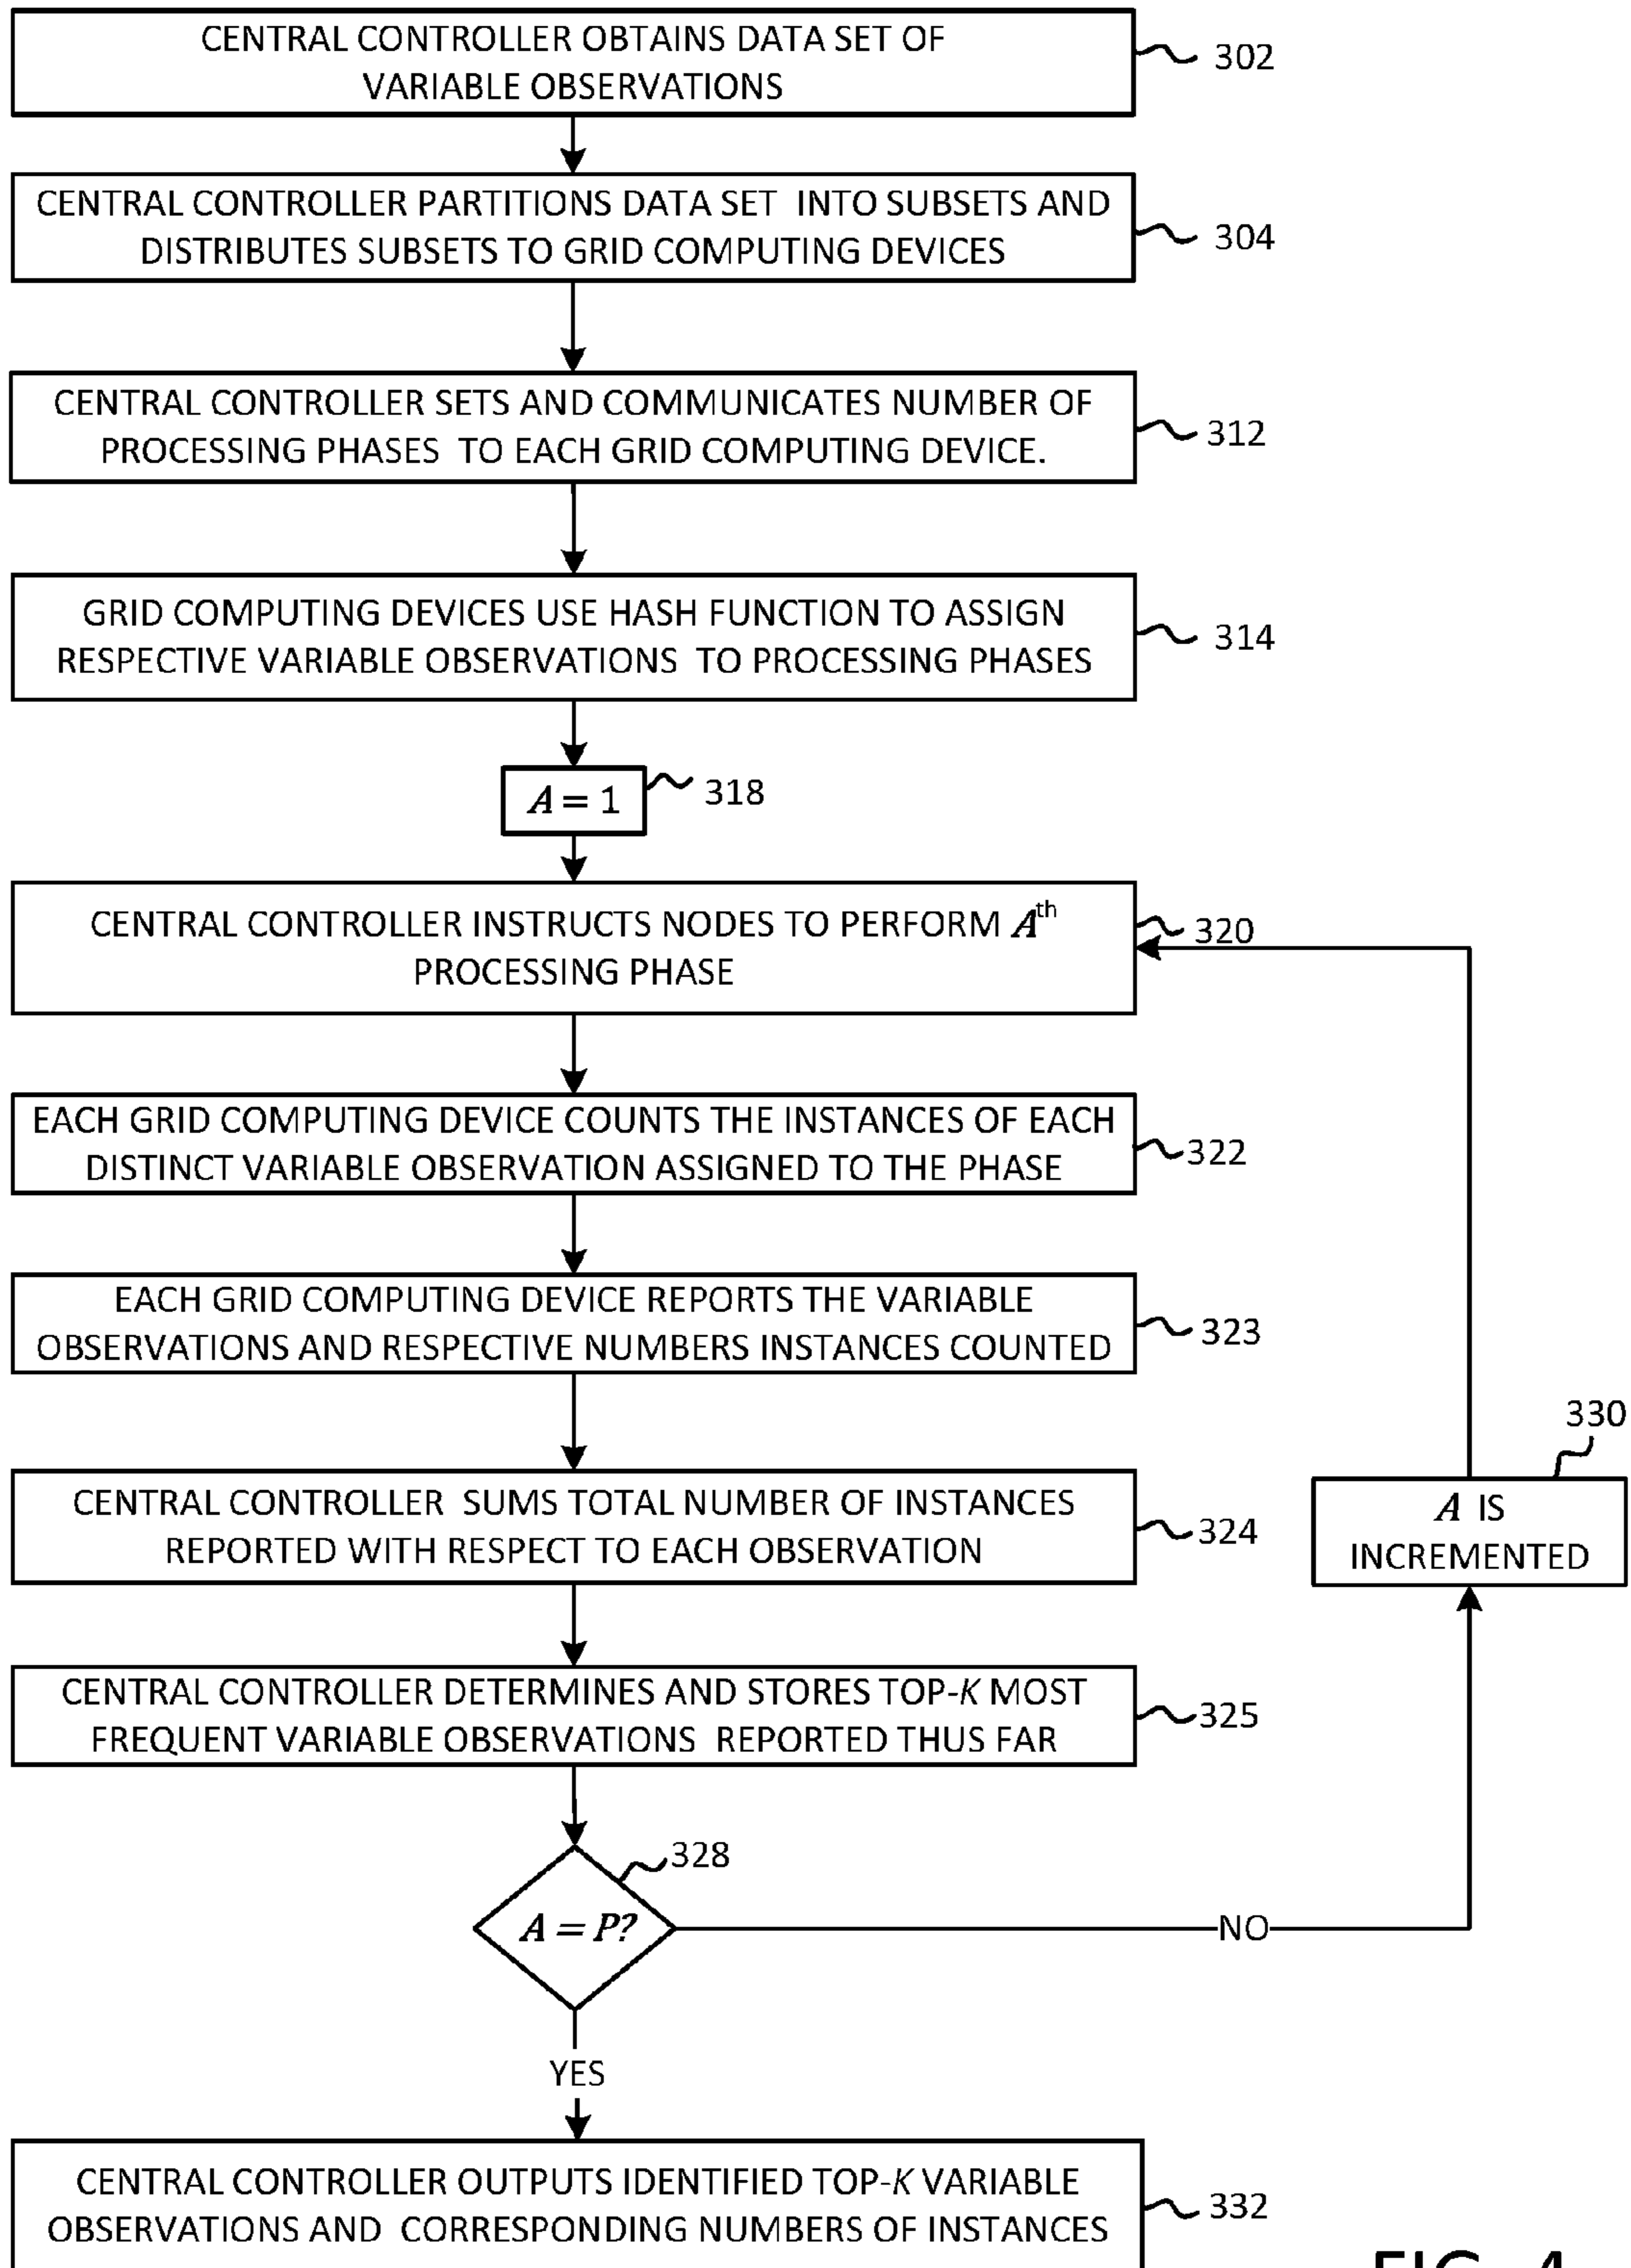 CENTRAL CONTROLLER OBTAINS DATA SET OF
VARIABLE OBSERVATIONS
302
CENTRAL CONTROLLER PARTITIONS DATA SET INTO SUBSETS AND
DISTRIBUTES SUBSETS TO GRID COMPUTING DEVICES
304
CENTRAL CONTROLLER SETS AND COMMUNICATES NUMBER OF
PROCESSING PHASES TO EACH GRID COMPUTING DEVICE.
312
GRID COMPUTING DEVICES USE HASH FUNCTION TO ASSIGN
RESPECTIVE VARIABLE OBSERVATIONS TO PROCESSING PHASES
314
A = 1
318
CENTRAL CONTROLLER INSTRUCTS NODES TO PERFORM Ath
PROCESSING PHASE
320
EACH GRID COMPUTING DEVICE COUNTS THE INSTANCES OF EACH
DISTINCT VARIABLE OBSERVATION ASSIGNED TO THE PHASE
322
EACH GRID COMPUTING DEVICE REPORTS THE VARIABLE
OBSERVATIONS AND RESPECTIVE NUMBERS INSTANCES COUNTED
323
CENTRAL CONTROLLER SUMS TOTAL NUMBER OF INSTANCES
REPORTED WITH RESPECT TO EACH OBSERVATION
324
330
A IS
INCREMENTED
CENTRAL CONTROLLER DETERMINES AND STORES TOP-K MOST
FREQUENT VARIABLE OBSERVATIONS REPORTED THUS FAR
325
328
A = P?
NO
YES
CENTRAL CONTROLLER OUTPUTS IDENTIFIED TOP-K VARIABLE
OBSERVATIONS AND CORRESPONDING NUMBERS OF INSTANCES
332
FIG. 4